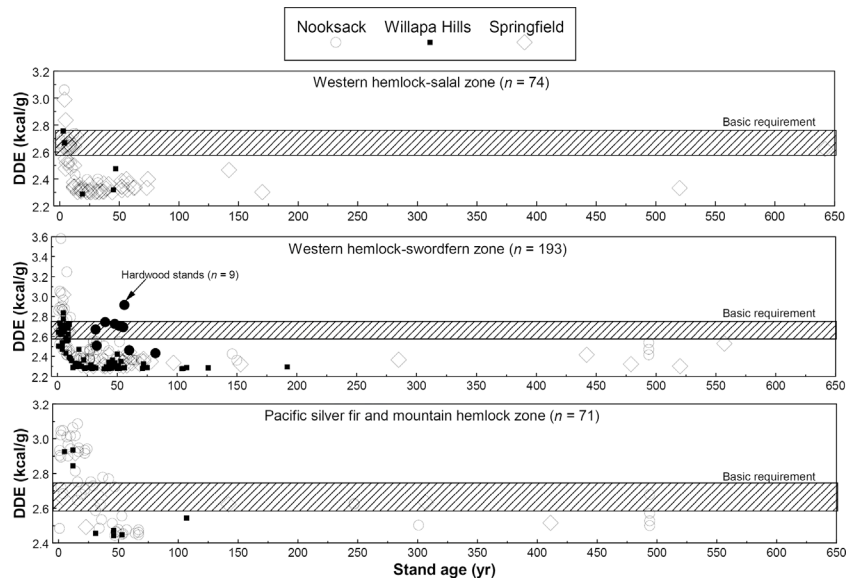 Nooksack Willapa Hills Springfield
Western hemlock-salal zone (n = 74)
Basic requirement
DDE (kcal/g)
3.2
3.0
2.8
2.6
2.4
2.2
0 50 100 150 200 250 300 350 400 450 500 550 600 650
Western hemlock-swordfern zone (n = 193)
Hardwood stands (n = 9)
Basic requirement
DDE (kcal/g)
3.6
3.4
3.2
3.0
2.8
2.6
2.4
2.2
0 50 100 150 200 250 300 350 400 450 500 550 600 650
Pacific silver fir and mountain hemlock zone (n = 71)
Basic requirement
DDE (kcal/g)
3.2
3.0
2.8
2.6
2.4
0 50 100 150 200 250 300 350 400 450 500 550 600 650
Stand age (yr)